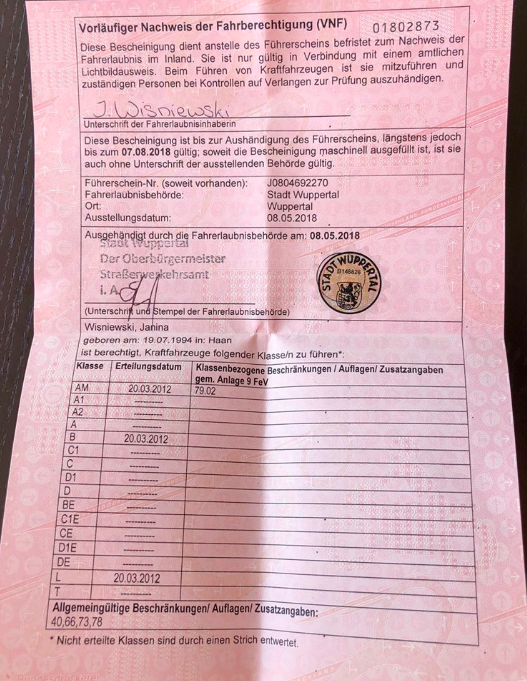 Vorläufiger Nachweis der Fahrberechtigung (VNF) 01802873
Diese Bescheinigung dient anstelle des Führerscheins befristet zum Nachweis der
Fahrerlaubnis im Inland. Sie ist nur gültig in Verbindung mit einem amtlichen
Lichtbildausweis. Beim Führen von Kraftfahrzeugen ist sie mitzuführen und
zuständigen Personen bei Kontrollen auf Verlangen zur Prüfung auszuhändigen.
J. Wisniewski
Unterschrift der Fahrerlaubnisinhaberin
Diese Bescheinigung ist bis zur Aushändigung des Führerscheins, längstens jedoch
bis zum 07.08.2018 gültig; soweit die Bescheinigung maschinell ausgefüllt ist, ist sie
auch ohne Unterschrift der ausstellenden Behörde gültig.
Führerschein-Nr. (soweit vorhanden): J0804692270
Fahrerlaubnisbehörde: Stadt Wuppertal
Ort: Wuppertal
Ausstellungsdatum: 08.05.2018
Ausgehändigt durch die Fahrerlaubnisbehörde am: 08.05.2018
Stadt Wuppertal
Der Oberbürgermeister
Straßenverkehrsamt
i. A.
STADT WUPPERTAL
(Unterschrift und Stempel der Fahrerlaubnisbehörde)
Wisniewski, Janina
geboren am: 19.07.1994 in: Haan
ist berechtigt, Kraftfahrzeuge folgender Klasse/n zu führen*:
Klasse Erteilungsdatum Klassenbezogene Beschränkungen / Auflagen/ Zusatzangaben
gem. Anlage 9 FeV
AM 20.03.2012 79.02
A1 ----------
A2 ----------
A ----------
B 20.03.2012
C1 ----------
C ----------
D1 ----------
D ----------
BE ----------
C1E ----------
CE ----------
D1E ----------
DE ----------
L 20.03.2012
T ----------
Allgemeingültige Beschränkungen/ Auflagen/ Zusatzangaben:
40,66,73,78
* Nicht erteilte Klassen sind durch einen Strich entwertet.